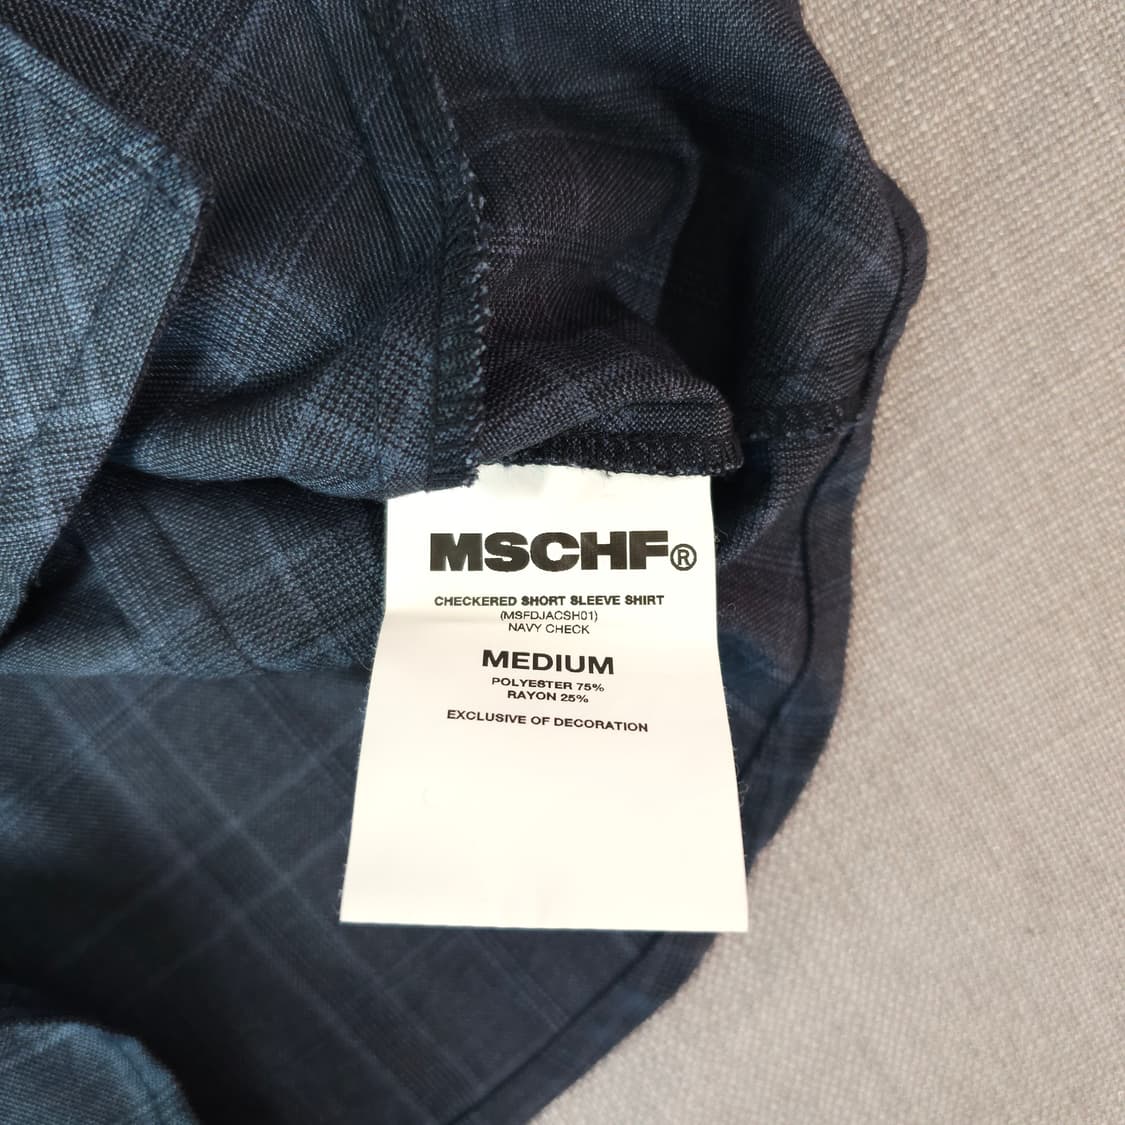 MSCHF®
CHECKERED SHORT SLEEVE SHIRT
(MSFDJACSH01)
NAVY CHECK
MEDIUM
POLYESTER 75%
RAYON 25%
EXCLUSIVE OF DECORATION